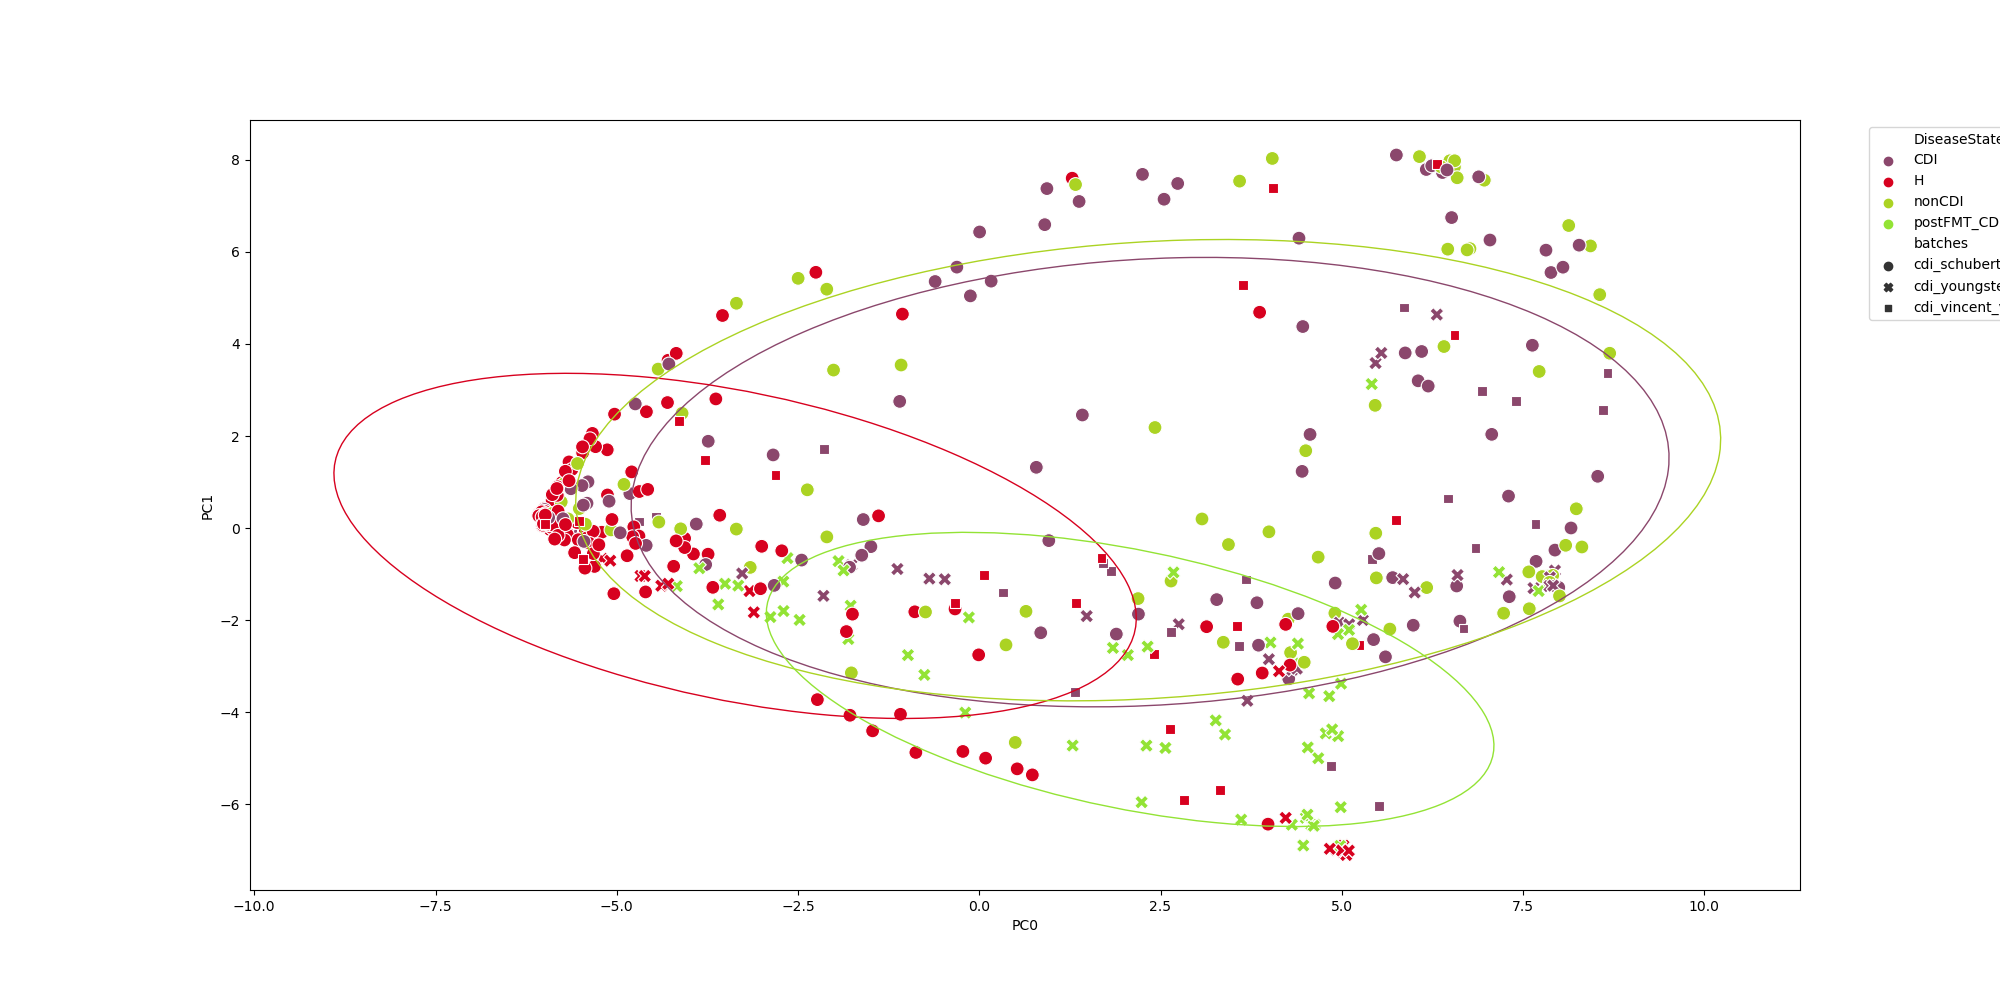 DiseaseState
CDI
H
nonCDI
postFMT_CD
batches
cdi_schubert
cdi_youngste
cdi_vincent_
8
6
4
2
0
−2
−4
−6
PC1
−10.0 −7.5 −5.0 −2.5 0.0 2.5 5.0 7.5 10.0
PC0